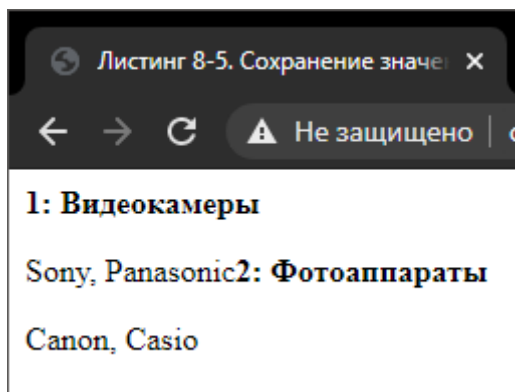 Листинг 8-5. Сохранение значе
Не защищено
1: Видеокамеры
Sony, Panasonic2: Фотоаппараты
Canon, Casio